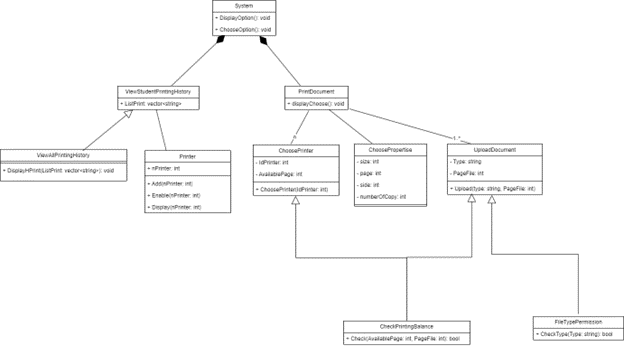 System
+ DisplayOption(): void
+ ChooseOption(): void
ViewStudentPrintingHistory
+ ListPrint: vector<string>
PrintDocument
+ displayChoose(): void
ViewAllPrintingHistory
+ DisplayHPrint(ListPrint: vector<string>): void
Printer
+ nPrinter: int
+ Add(nPrinter: int)
+ Enable(nPrinter: int)
+ Display(nPrinter: int)
ChoosePrinter
- IdPrinter: int
- AvailablePage: int
+ ChoosePrinter(IdPrinter: int)
ChoosePropertise
- size: int
- page: int
- side: int
- numberOfCopy: int
1..*
UploadDocument
- Type: string
- PageFile: int
+ Upload(type: string, PageFile: int)
CheckPrintingBalance
+ Check(AvailablePage: int, PageFile: int): bool
FileTypePermission
+ CheckType(Type: string): bool